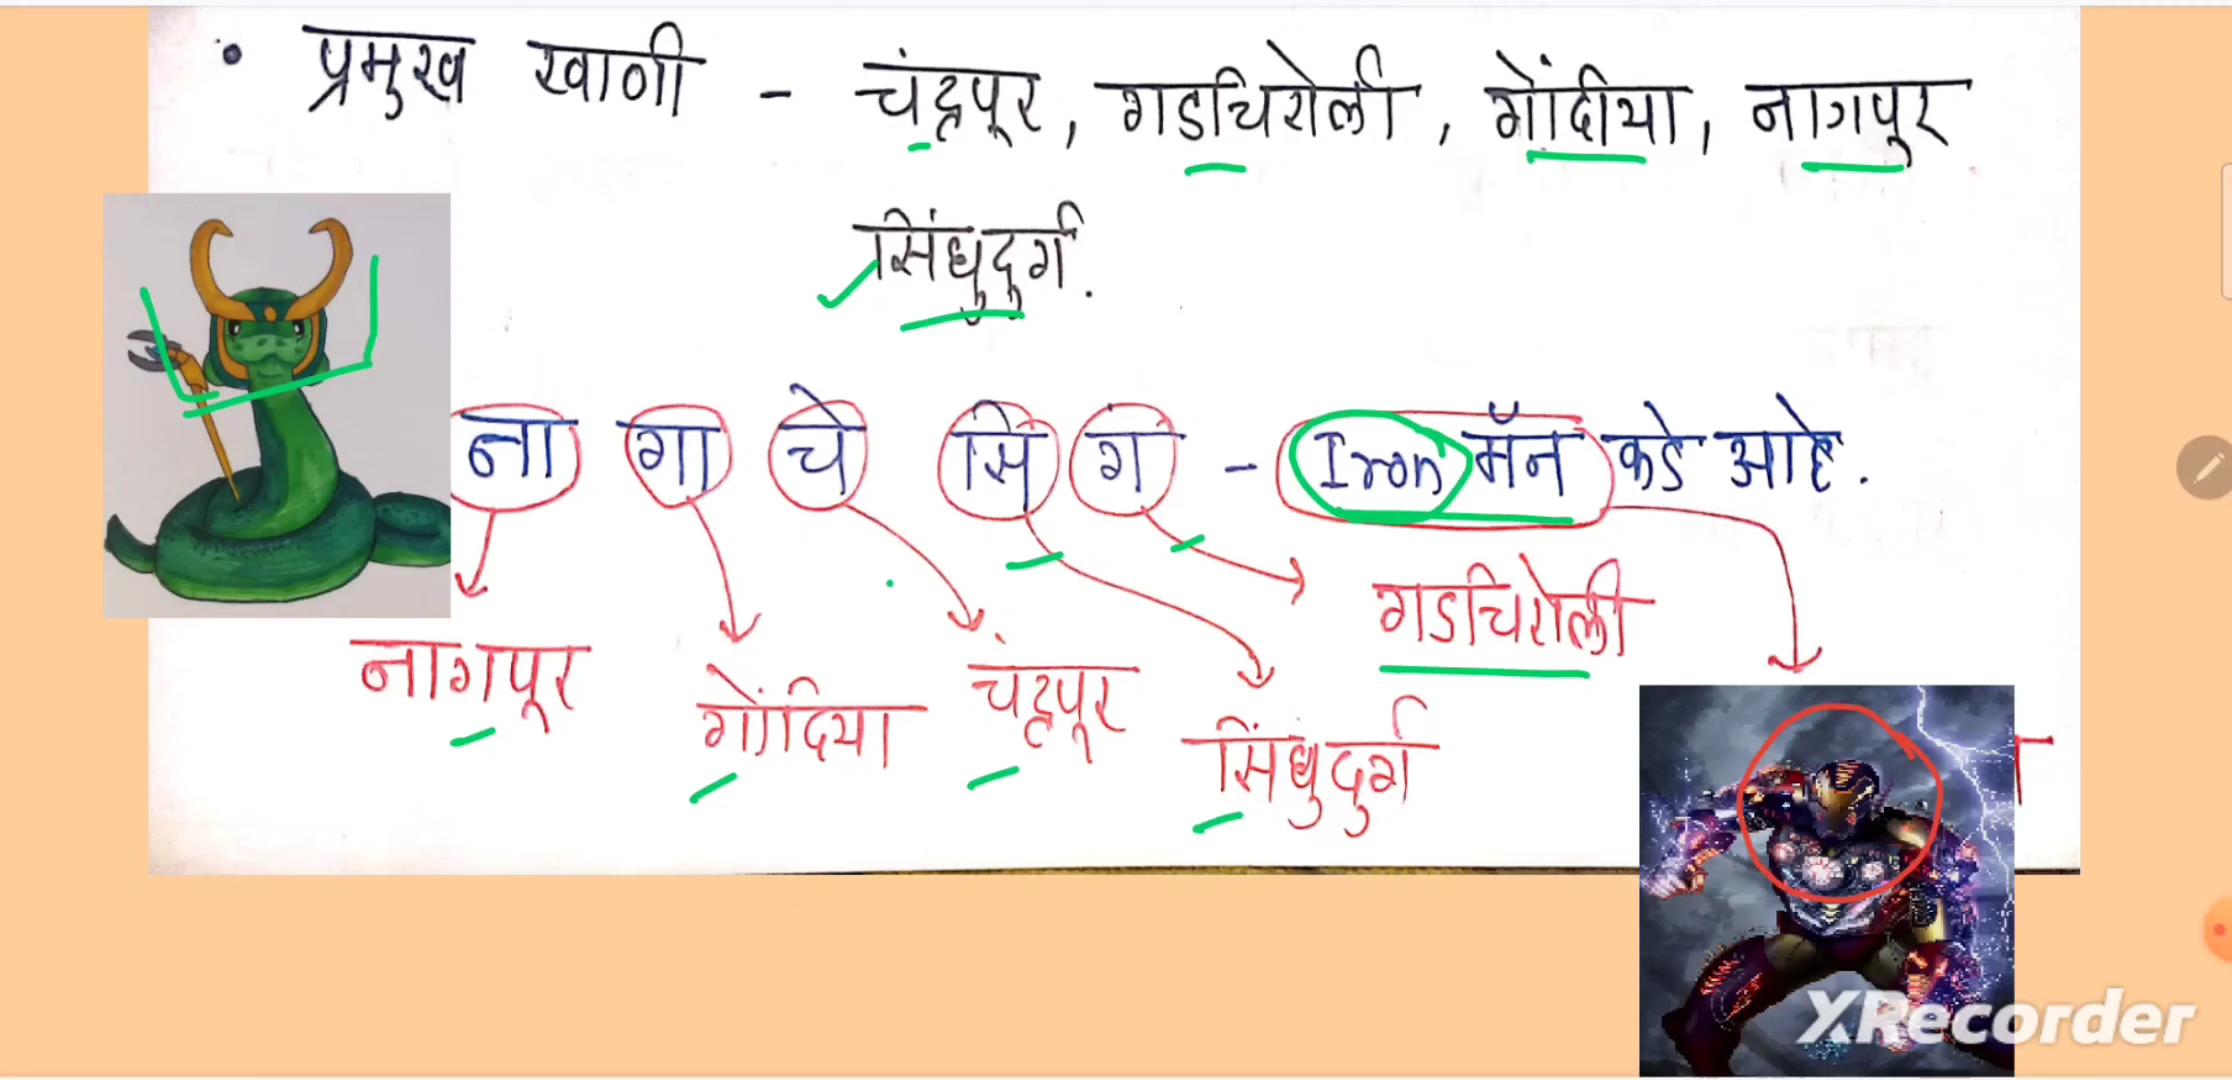 • प्रमुख खाणी - चंद्रपूर, गडचिरोली, गोंदीया, नागपूर
सिंधुदुर्ग.
ना गा चे सिं ग - Iron मॅन कडे आहे.
गडचिरोली
नागपूर गोंदिया चंद्रपूर सिंधुदुर्ग
XRecorder